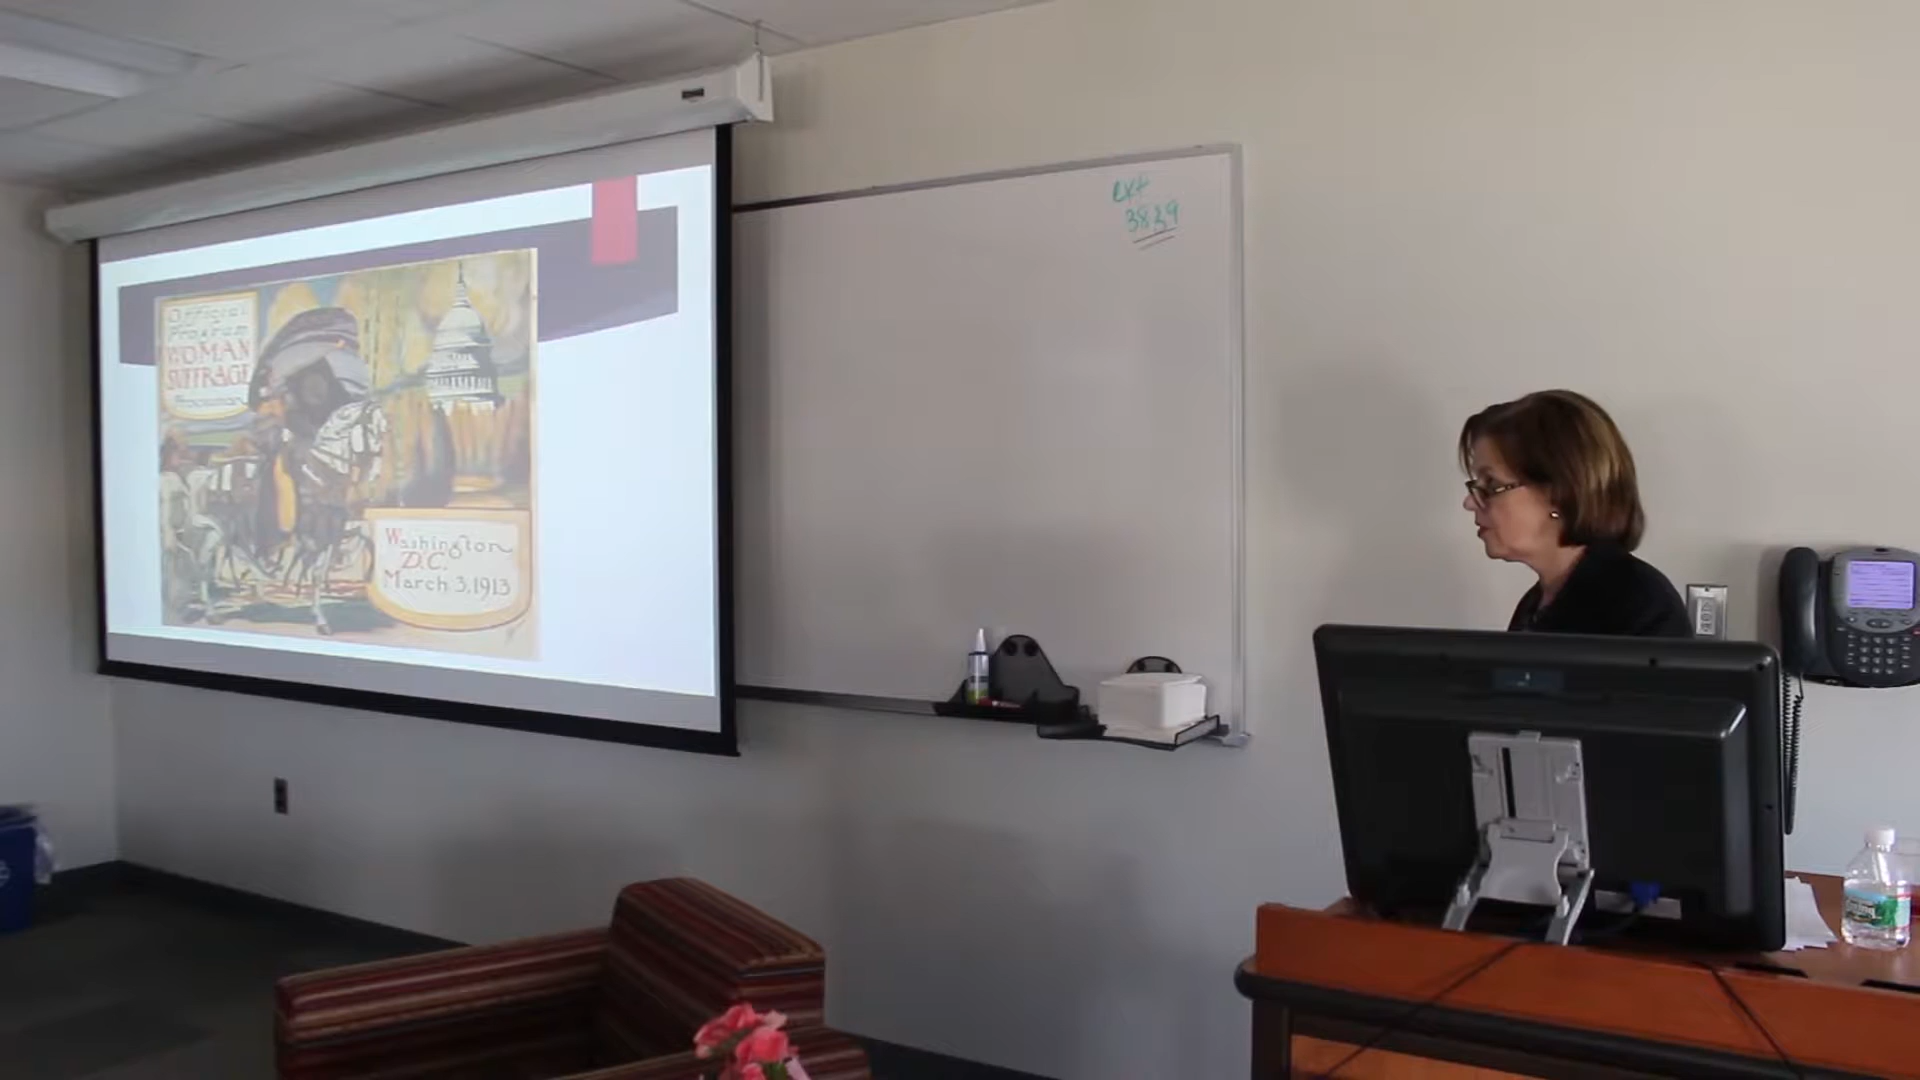 Official
Program
WOMAN
SUFFRAGE
Procession
Washington
D.C.
March 3, 1913
ext
3839